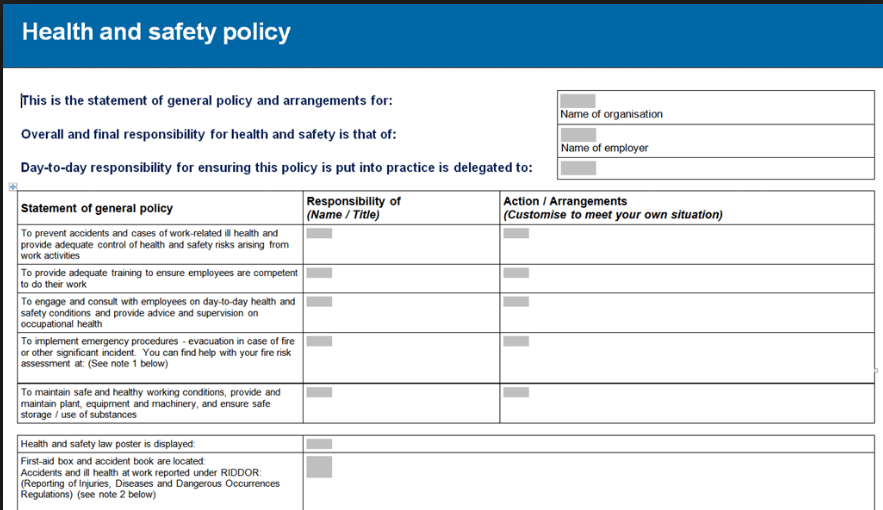 Health and safety policy
This is the statement of general policy and arrangements for:
Name of organisation
Overall and final responsibility for health and safety is that of:
Name of employer
Day-to-day responsibility for ensuring this policy is put into practice is delegated to:
Statement of general policy
Responsibility of
(Name / Title)
Action / Arrangements
(Customise to meet your own situation)
To prevent accidents and cases of work-related ill health and
provide adequate control of health and safety risks arising from
work activities
To provide adequate training to ensure employees are competent
to do their work
To engage and consult with employees on day-to-day health and
safety conditions and provide advice and supervision on
occupational health
To implement emergency procedures - evacuation in case of fire
or other significant incident. You can find help with your fire risk
assessment at: (See note 1 below)
To maintain safe and healthy working conditions, provide and
maintain plant, equipment and machinery, and ensure safe
storage / use of substances
Health and safety law poster is displayed:
First-aid box and accident book are located:
Accidents and ill health at work reported under RIDDOR:
(Reporting of Injuries, Diseases and Dangerous Occurrences
Regulations) (see note 2 below)